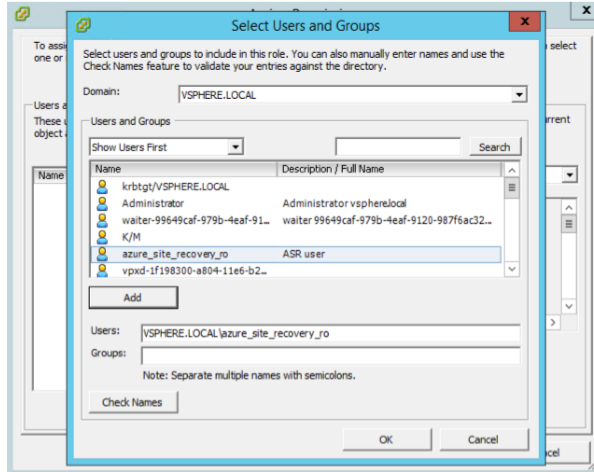 Select Users and Groups
x
x
To assi
select
one or
Select users and groups to include in this role. You can also manually enter names and use the
Check Names feature to validate your entries against the directory.
Domain:
VSPHERE.LOCAL
Users a
Users and Groups
These u
rrent
object a
Show Users First
Search
Name
Name
Description / Full Name
krbtgt/VSPHERE.LOCAL
Administrator
Administrator vsphere.local
waiter-99649caf-979b-4eaf-91...
waiter 99649caf-979b-4eaf-9120-987f6ac32...
K/M
azure_site_recovery_ro
ASR user
vpxd-1f198300-a804-11e6-b2...
Add
Users:
VSPHERE.LOCAL\azure_site_recovery_ro
Groups:
Note: Separate multiple names with semicolons.
Check Names
OK
Cancel
cel